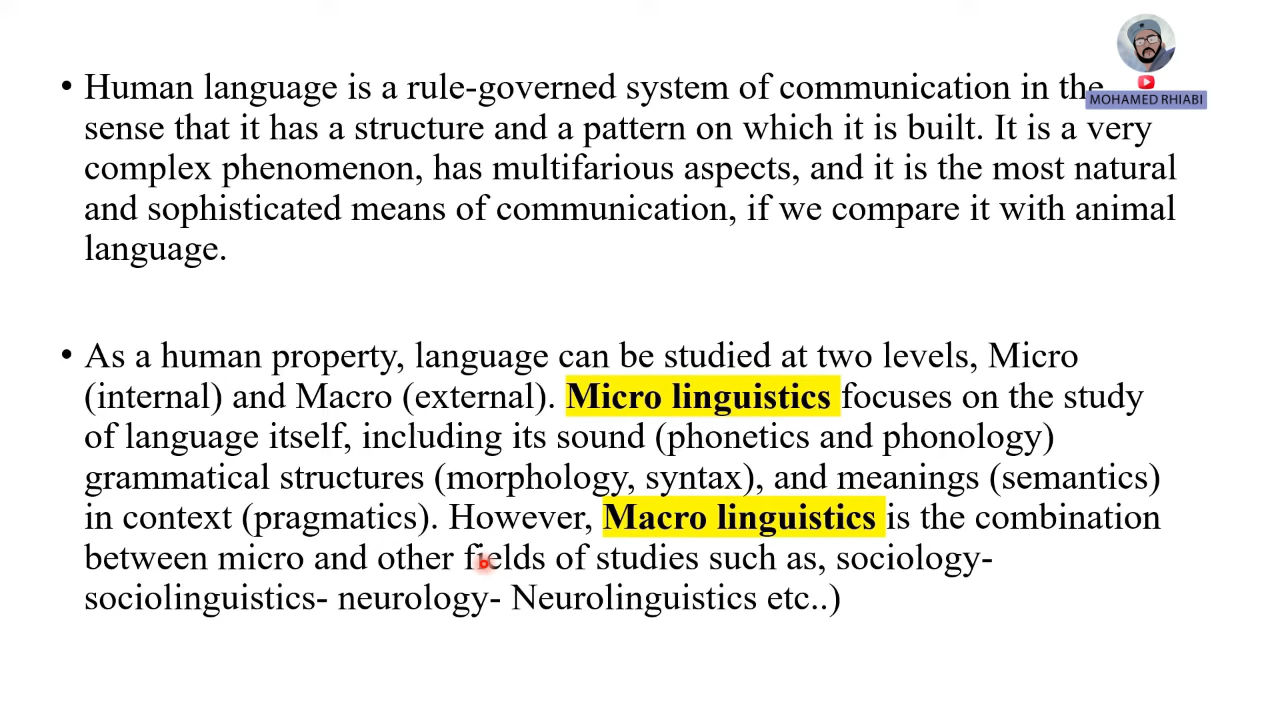 MOHAMED RHIABI
• Human language is a rule-governed system of communication in the
sense that it has a structure and a pattern on which it is built. It is a very
complex phenomenon, has multifarious aspects, and it is the most natural
and sophisticated means of communication, if we compare it with animal
language.
• As a human property, language can be studied at two levels, Micro
(internal) and Macro (external). Micro linguistics focuses on the study
of language itself, including its sound (phonetics and phonology)
grammatical structures (morphology, syntax), and meanings (semantics)
in context (pragmatics). However, Macro linguistics is the combination
between micro and other fields of studies such as, sociology-
sociolinguistics- neurology- Neurolinguistics etc..)